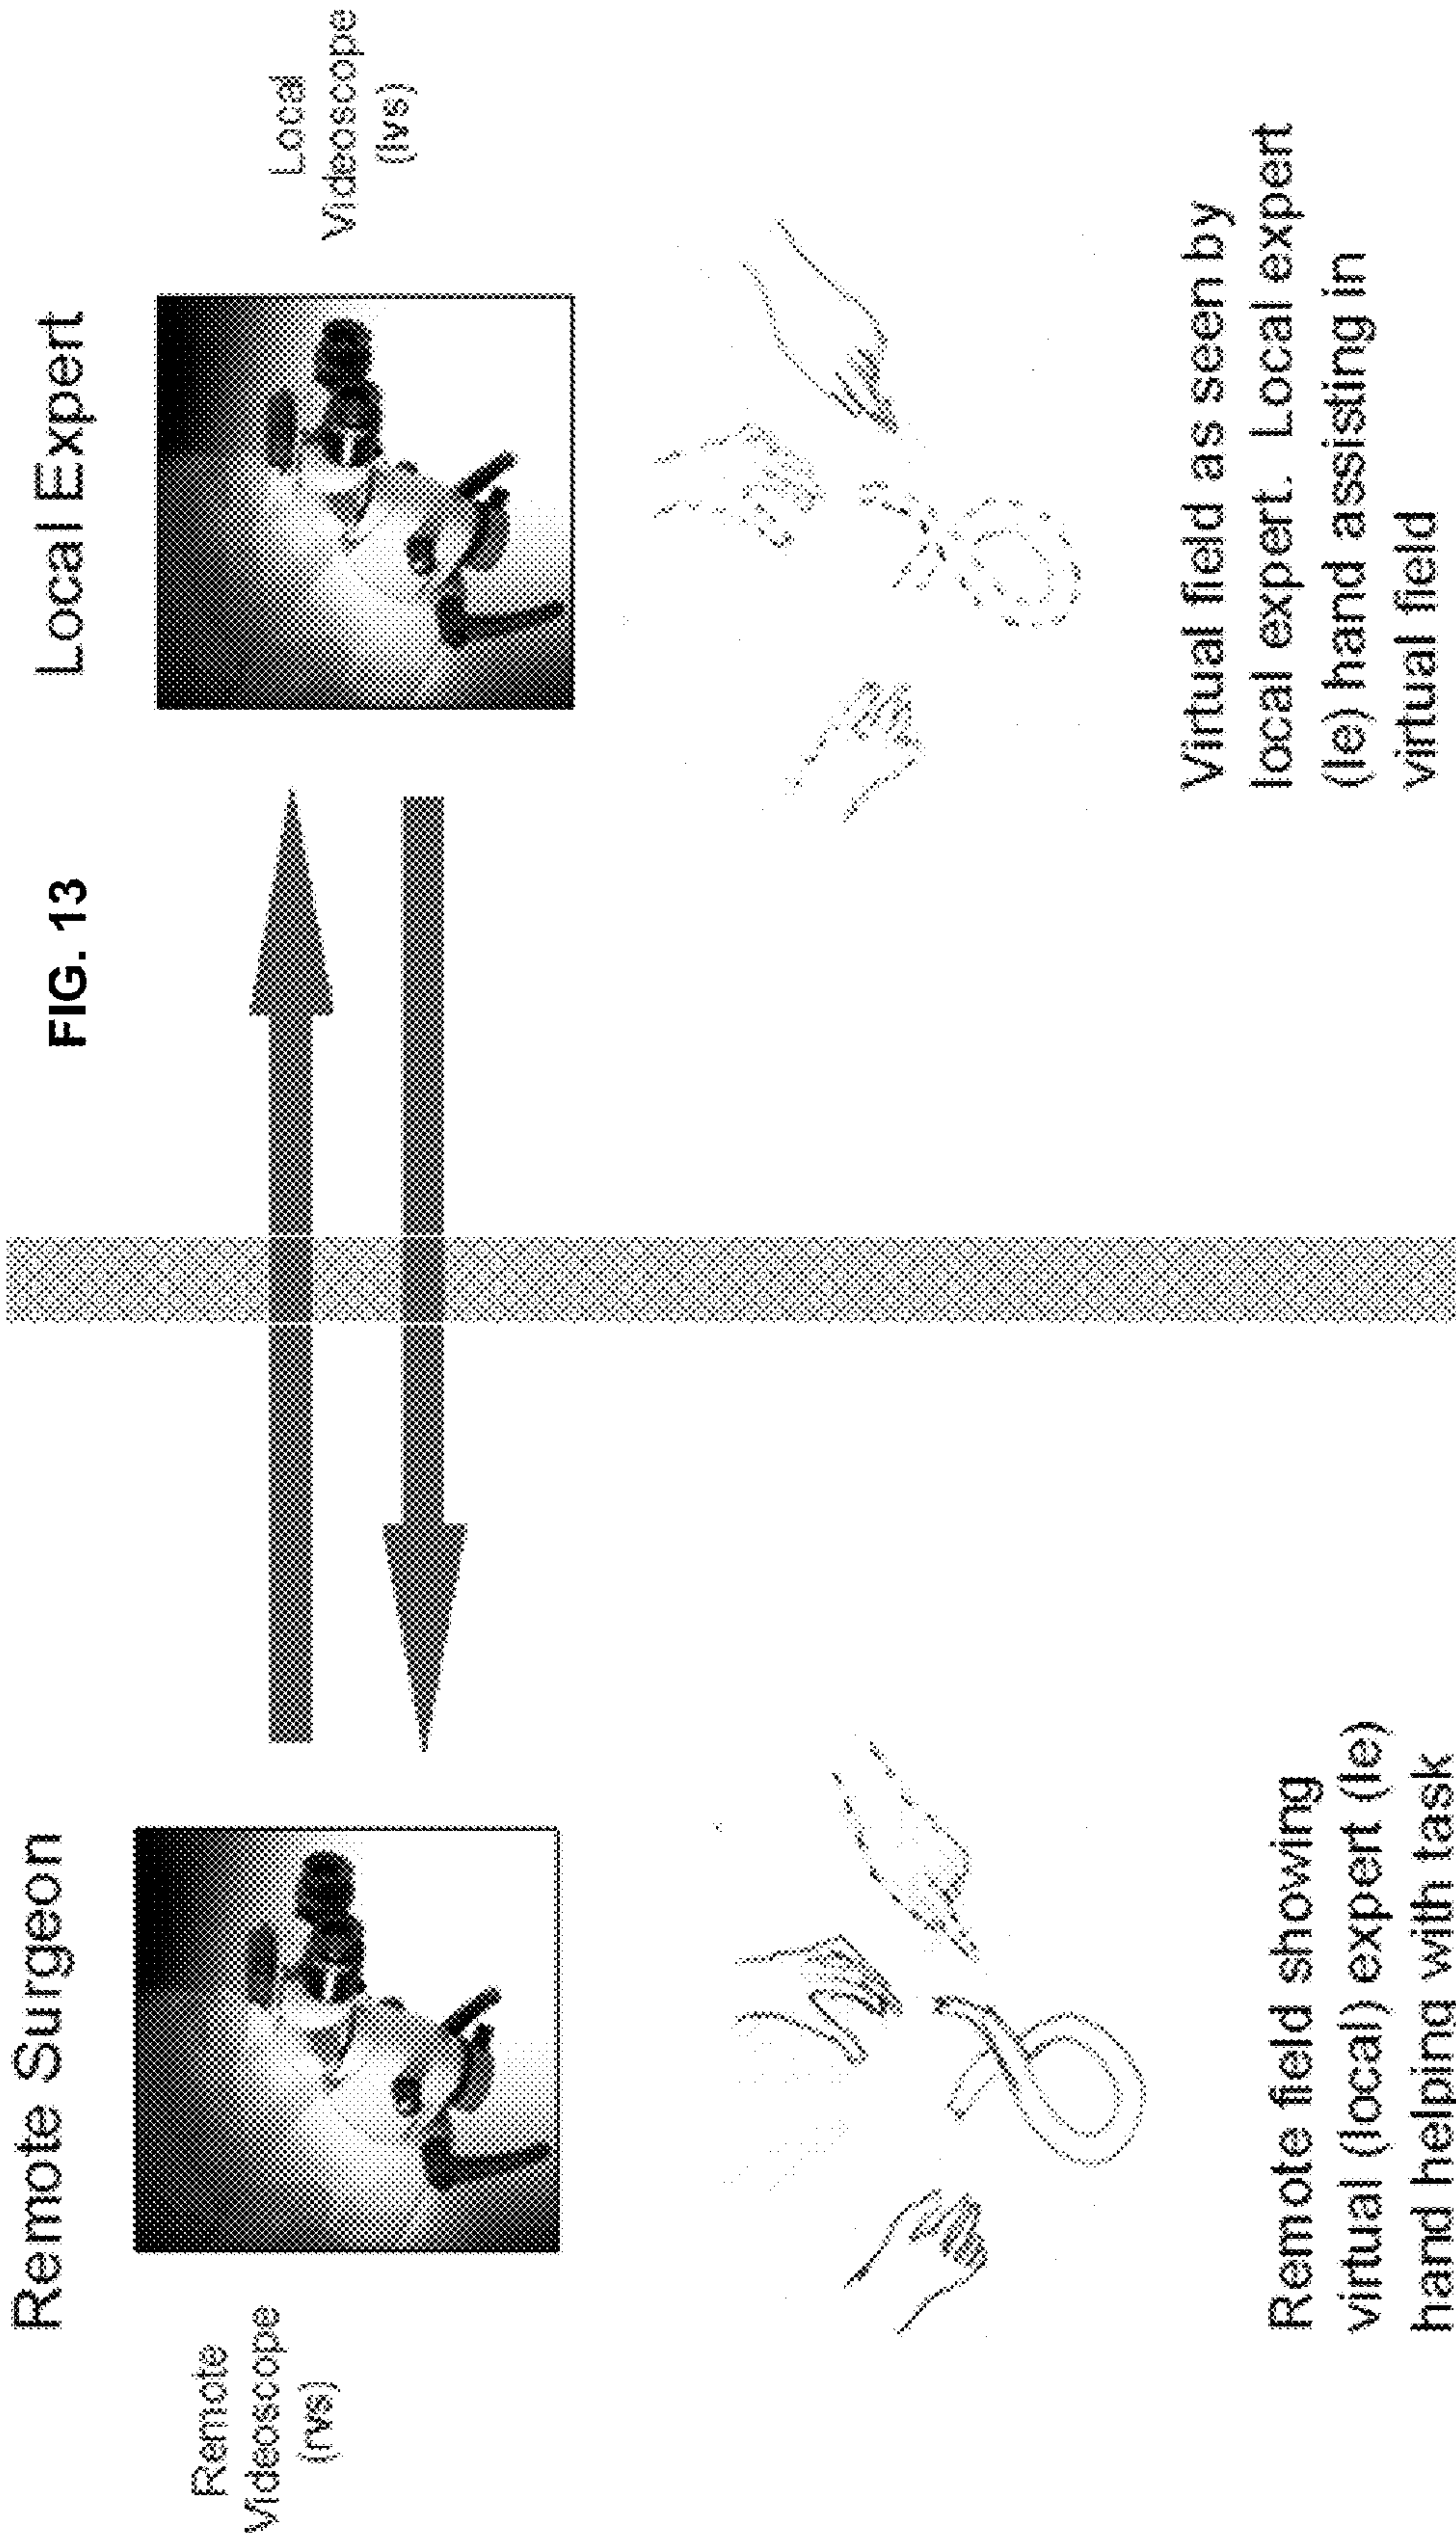 FIG. 13
Remote Surgeon
Local Expert
Remote
Videoscope
(rvs)
Local
Videoscope
(lvs)
Remote field showing
virtual (local) expert (le)
hand helping with task
Virtual field as seen by
local expert. Local expert
(le) hand assisting in
virtual field